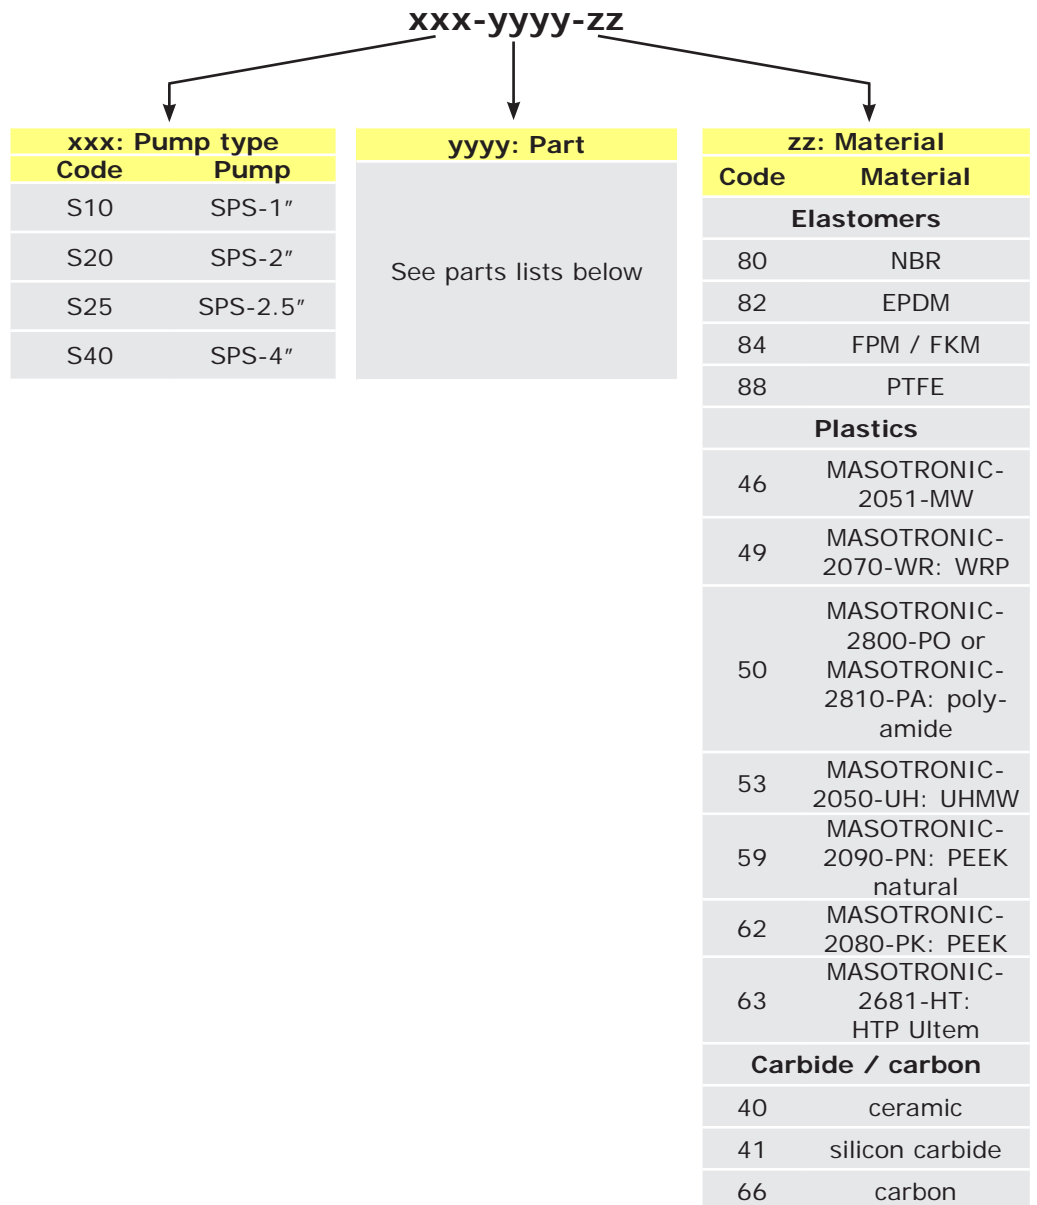 xxx-yyyy-zz
xxx: Pump type
Code Pump
S10 SPS-1″
S20 SPS-2″
S25 SPS-2.5″
S40 SPS-4″
yyyy: Part
See parts lists below
zz: Material
Code Material
Elastomers
80 NBR
82 EPDM
84 FPM / FKM
88 PTFE
Plastics
46 MASOTRONIC-
2051-MW
49 MASOTRONIC-
2070-WR: WRP
50 MASOTRONIC-
2800-PO or
MASOTRONIC-
2810-PA: poly-
amide
53 MASOTRONIC-
2050-UH: UHMW
59 MASOTRONIC-
2090-PN: PEEK
natural
62 MASOTRONIC-
2080-PK: PEEK
63 MASOTRONIC-
2681-HT:
HTP Ultem
Carbide / carbon
40 ceramic
41 silicon carbide
66 carbon